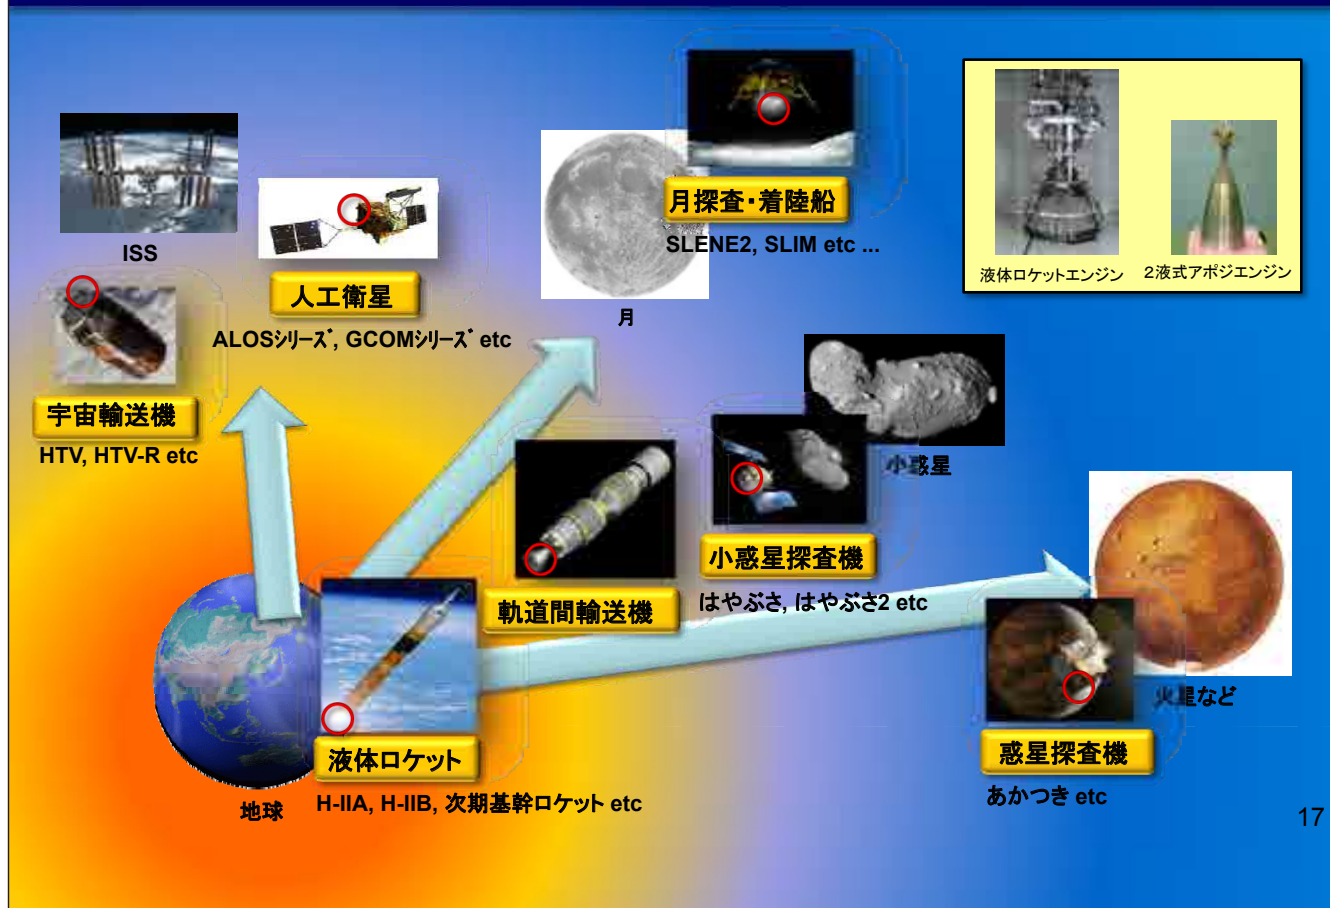 ISS
人工衛星
ALOSシリーズ, GCOMシリーズ etc
宇宙輸送機
HTV, HTV-R etc
月
月探査・着陸船
SLENE2, SLIM etc ...
液体ロケットエンジン
2液式アポジエンジン
小惑星
軌道間輸送機
小惑星探査機
はやぶさ, はやぶさ2 etc
火星など
惑星探査機
あかつき etc
液体ロケット
H-IIA, H-IIB, 次期基幹ロケット etc
地球
17